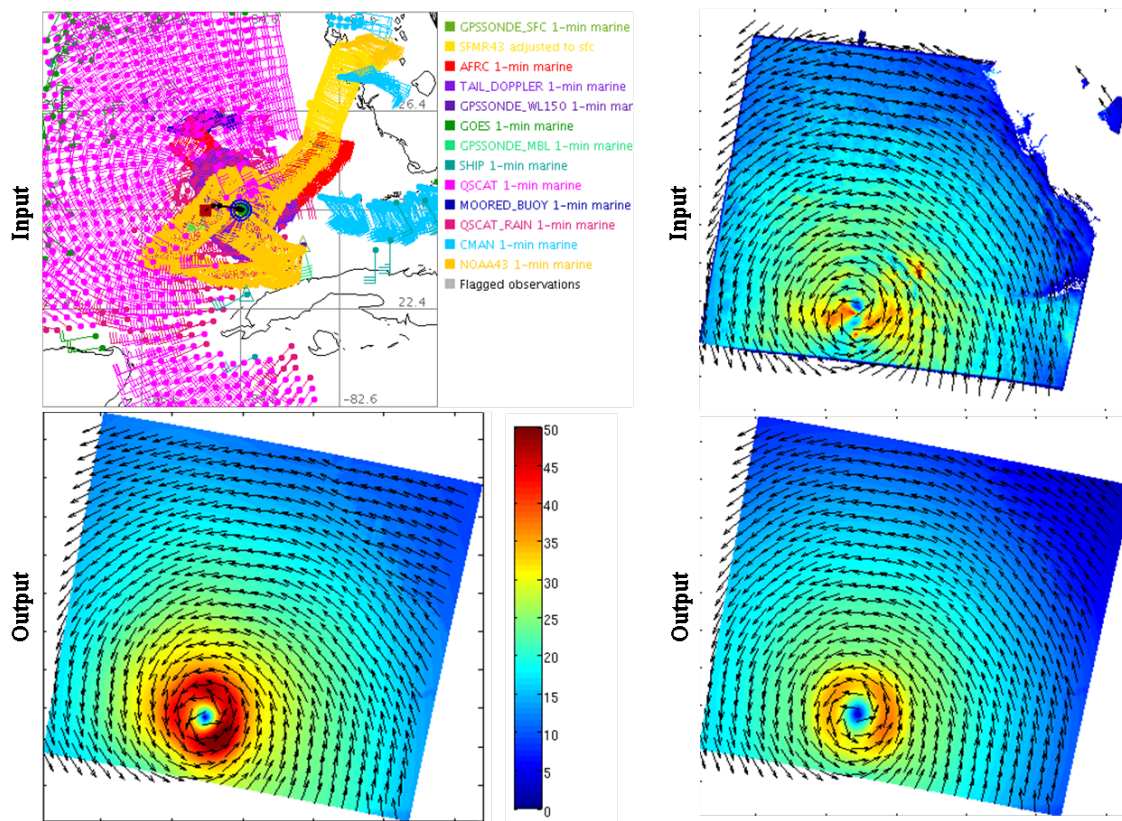 Input
GPSSONDE_SFC 1-min marine
SFMR43 adjusted to sfc
AFRC 1-min marine
TAIL_DOPPLER 1-min marine
GPSSONDE_WL150 1-min mar
GOES 1-min marine
GPSSONDE_MBL 1-min marine
SHIP 1-min marine
QSCAT 1-min marine
MOORED_BUOY 1-min marine
QSCAT_RAIN 1-min marine
CMAN 1-min marine
NOAA43 1-min marine
Flagged observations
26.4
22.4
-82.6
Input
Output
50
45
40
35
30
25
20
15
10
5
0
Output